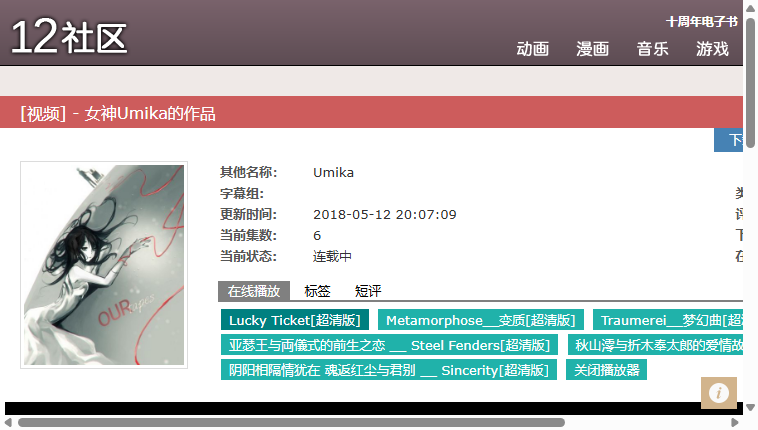 12社区
十周年电子书
动画 漫画 音乐 游戏
[视频] - 女神Umika的作品
下
其他名称: Umika
字幕组:
更新时间: 2018-05-12 20:07:09
当前集数: 6
当前状态: 连载中
在线播放 标签 短评
Lucky Ticket[超清版] Metamorphose__变质[超清版] Traumerei__梦幻曲[超
亚瑟王与両儀式的前生之恋 __ Steel Fenders[超清版] 秋山澪与折木奉太郎的爱情故
阴阳相隔情犹在 魂返红尘与君别 __ Sincerity[超清版] 关闭播放器
OUR tapes